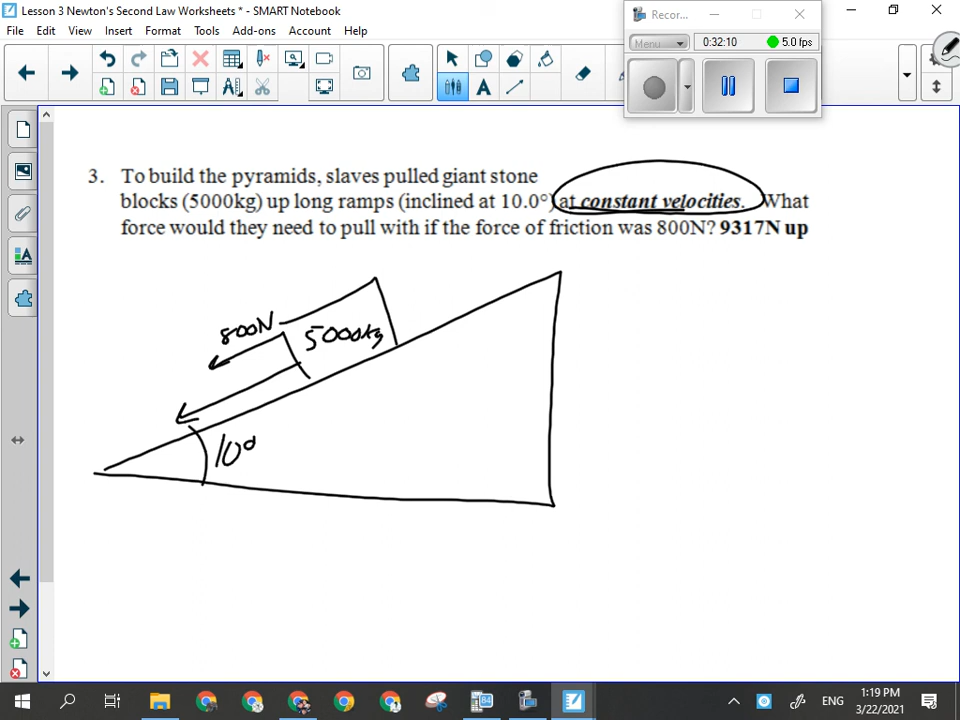 Lesson 3 Newton's Second Law Worksheets * - SMART Notebook
Recor...
File Edit View Insert Format Tools Add-ons Account Help
Menu
0:32:10
5.0 fps
A
3. To build the pyramids, slaves pulled giant stone
blocks (5000kg) up long ramps (inclined at 10.0°) at constant velocities. What
force would they need to pull with if the force of friction was 800N? 9317N up
800N
5000kg
10°
ENG
1:19 PM
3/22/2021